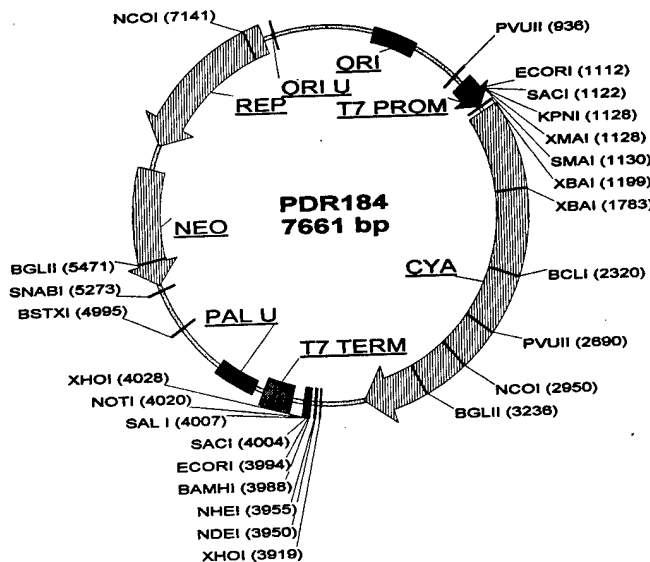 NCOI (7141)
PVUII (936)
ORI
ORI U
ECORI (1112)
SACI (1122)
REP
T7 PROM
KPNI (1128)
XMAI (1128)
SMAI (1130)
XBAI (1199)
PDR184
7661 bp
XBAI (1783)
NEO
BGLII (5471)
CYA
BCLI (2320)
SNABI (5273)
BSTXI (4995)
PAL U
PVUII (2690)
T7 TERM
XHOI (4028)
NCOI (2950)
NOTI (4020)
BGLII (3236)
SAL I (4007)
SACI (4004)
ECORI (3994)
BAMHI (3988)
NHEI (3955)
NDEI (3950)
XHOI (3919)